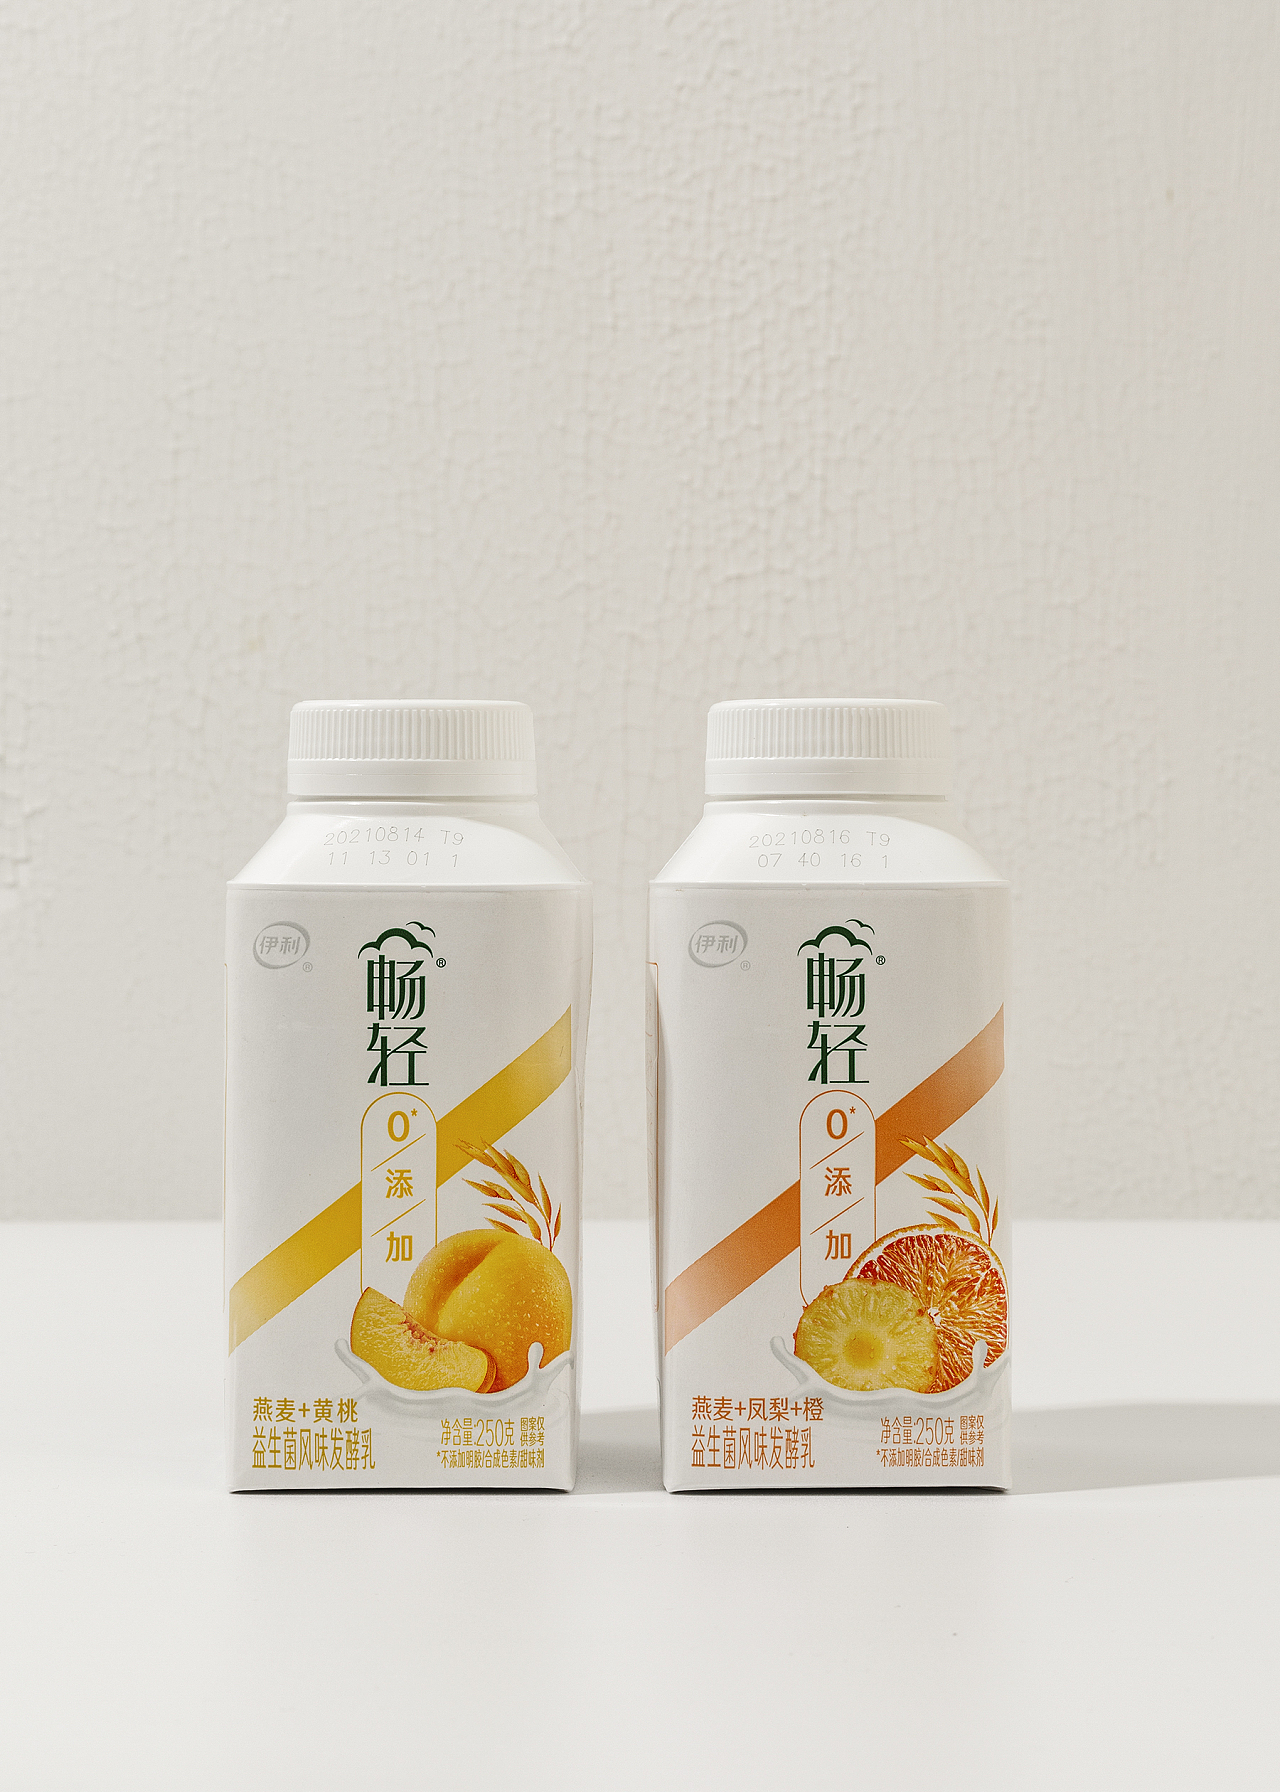 20210814 T9
11 13 01 1
伊利®
畅轻®
0*添加
燕麦+黄桃
益生菌风味发酵乳
净含量:250克 图案仅供参考
*不添加明胶/合成色素/甜味剂
20210816 T9
07 40 16 1
伊利®
畅轻®
0*添加
燕麦+凤梨+橙
益生菌风味发酵乳
净含量:250克 图案仅供参考
*不添加明胶/合成色素/甜味剂